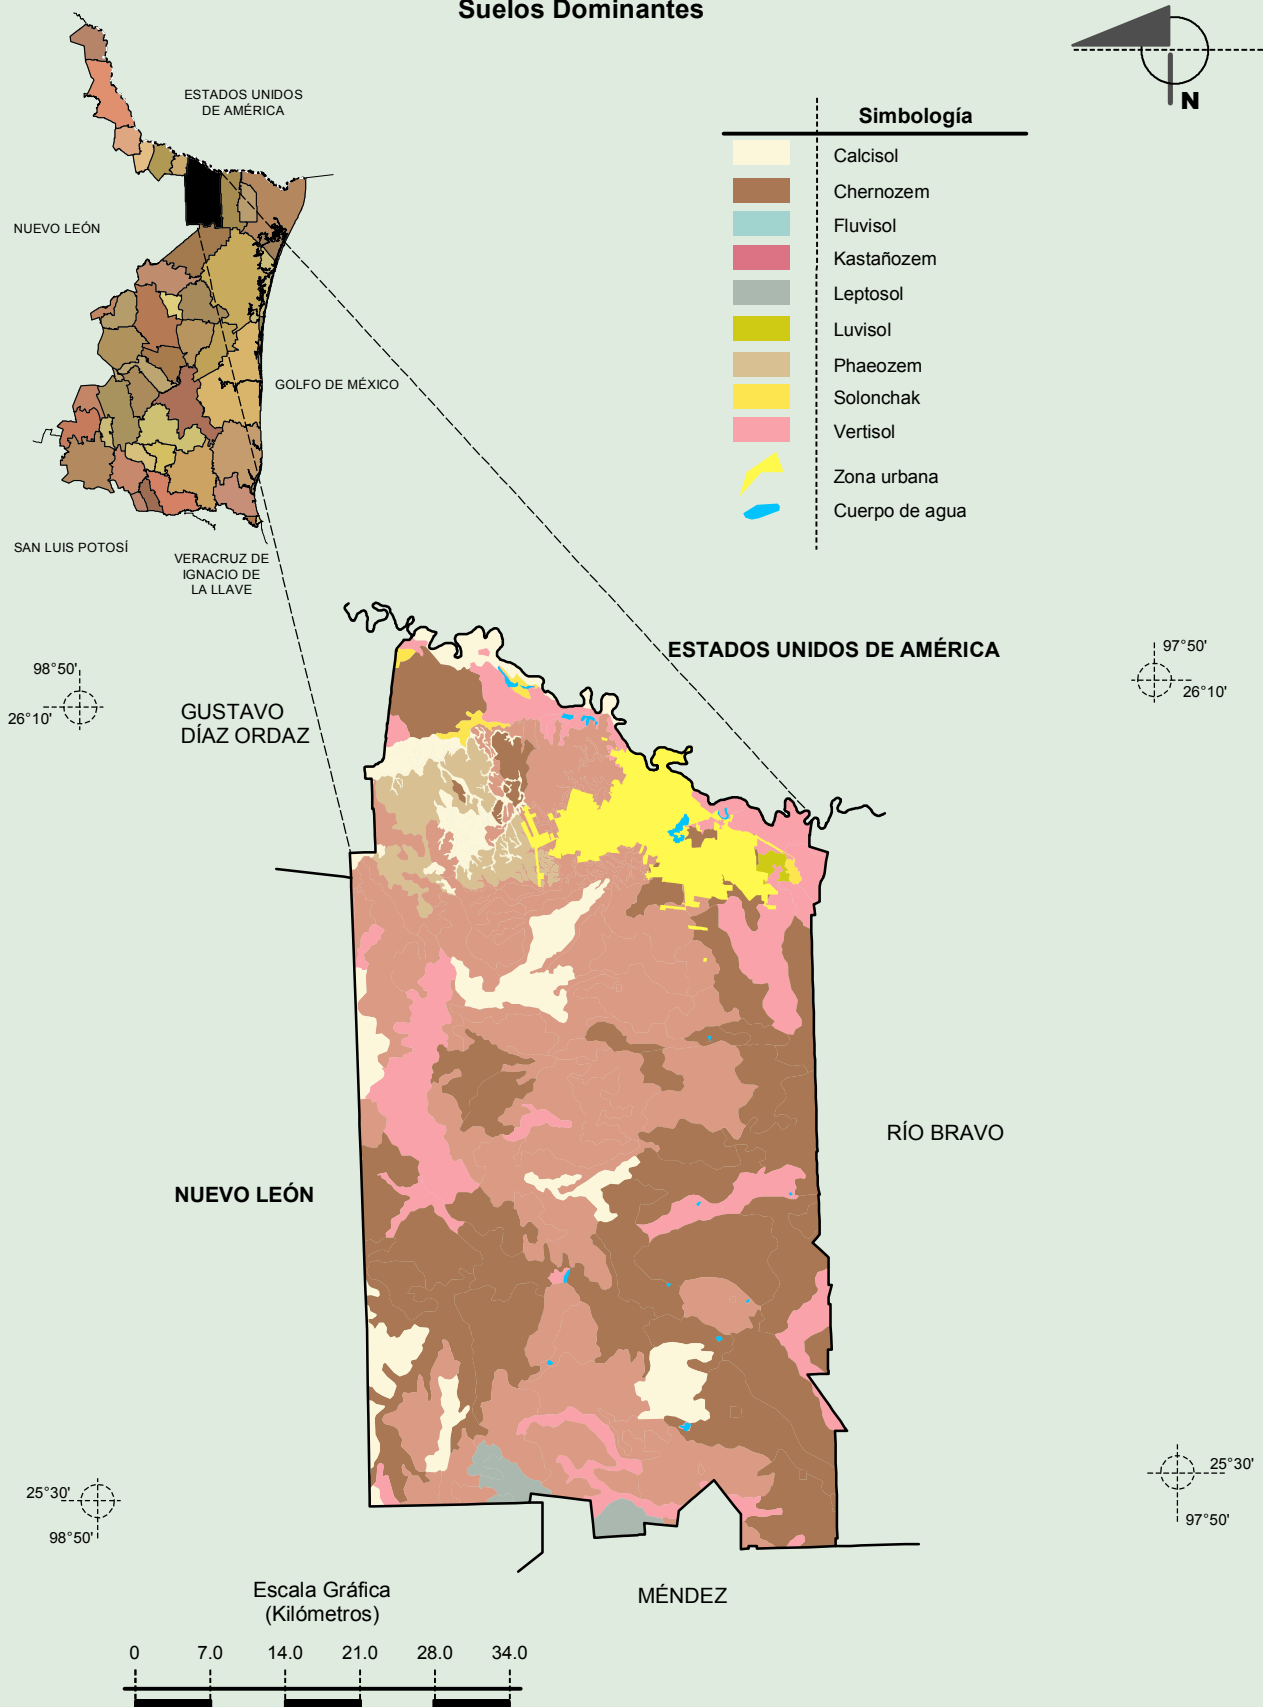 Suelos Dominantes
N
ESTADOS UNIDOS
DE AMÉRICA
NUEVO LEÓN
GOLFO DE MÉXICO
SAN LUIS POTOSÍ
VERACRUZ DE
IGNACIO DE
LA LLAVE
Simbología
Calcisol
Chernozem
Fluvisol
Kastañozem
Leptosol
Luvisol
Phaeozem
Solonchak
Vertisol
Zona urbana
Cuerpo de agua
ESTADOS UNIDOS DE AMÉRICA
98°50'
26°10'
97°50'
26°10'
GUSTAVO
DÍAZ ORDAZ
RÍO BRAVO
NUEVO LEÓN
25°30'
98°50'
25°30'
97°50'
MÉNDEZ
Escala Gráfica
(Kilómetros)
0 7.0 14.0 21.0 28.0 34.0